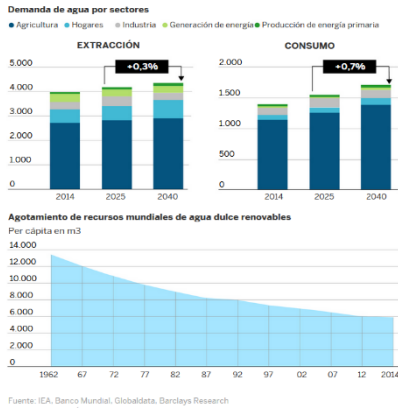 Demanda de agua por sectores
Agricultura Hogares Industria Generación de energía Producción de energía primaria
EXTRACCIÓN
CONSUMO
5.000
4.000
3.000
2.000
1.000
0
+0,3%
2014 2025 2040
2.000
1.500
1.000
500
0
+0,7%
2014 2025 2040
Agotamiento de recursos mundiales de agua dulce renovables
Per cápita en m3
14.000
12.000
10.000
8.000
6.000
4.000
2.000
0
1962 67 72 77 82 87 92 97 02 07 12 2014
Fuente: IEA, Banco Mundial, Globaldata, Barclays Research